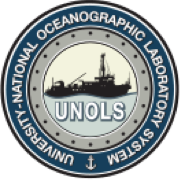 UNIVERSITY-NATIONAL OCEANOGRAPHIC LABORATORY SYSTEM
UNOLS